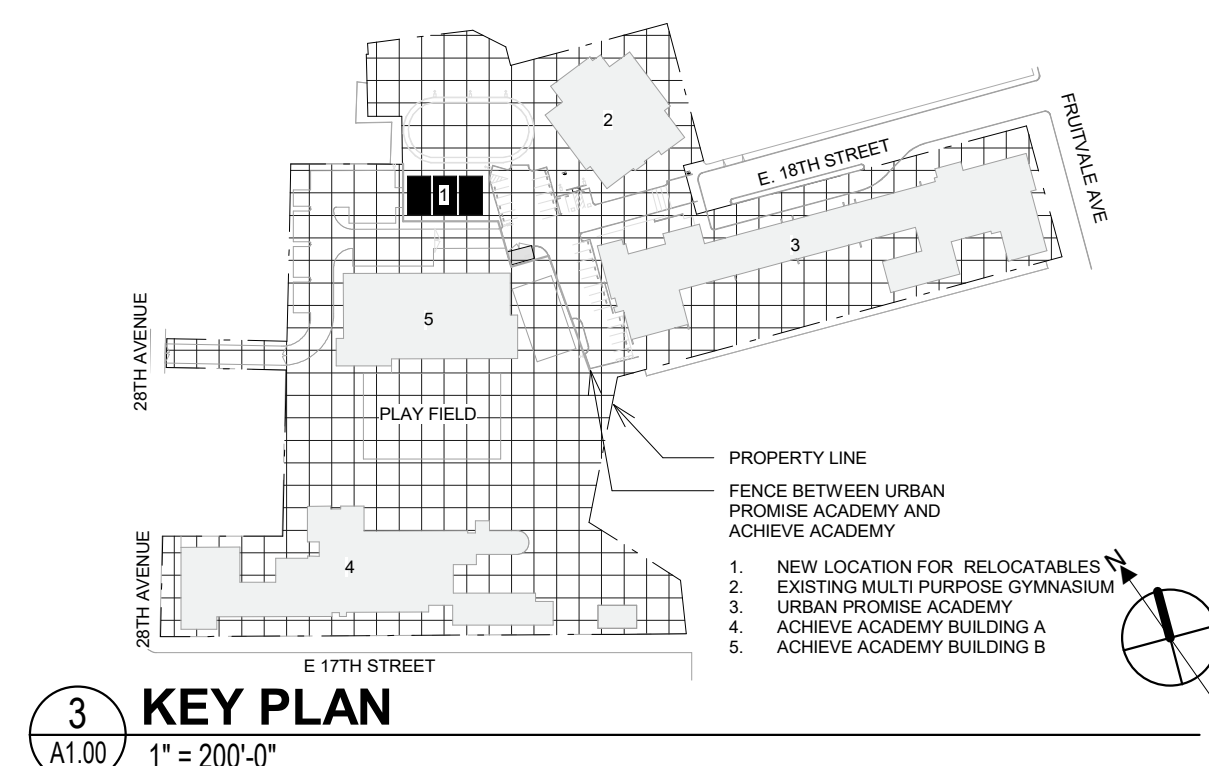 2
E. 18TH STREET
FRUITVALE AVE
1
3
28TH AVENUE
5
PLAY FIELD
PROPERTY LINE
FENCE BETWEEN URBAN
PROMISE ACADEMY AND
ACHIEVE ACADEMY
28TH AVENUE
4
1. NEW LOCATION FOR RELOCATABLES
2. EXISTING MULTI PURPOSE GYMNASIUM
3. URBAN PROMISE ACADEMY
4. ACHIEVE ACADEMY BUILDING A
5. ACHIEVE ACADEMY BUILDING B
N
E 17TH STREET
3
A1.00
KEY PLAN
1" = 200'-0"